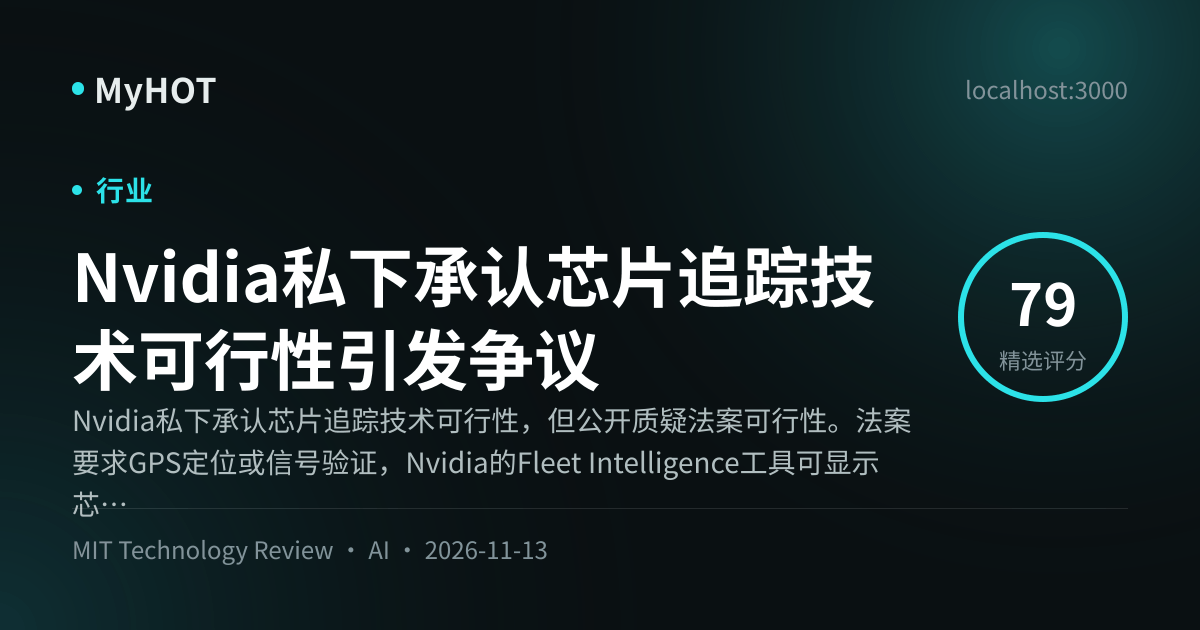 MyHOT
localhost:3000
行业
Nvidia私下承认芯片追踪技
术可行性引发争议
79
精选评分
Nvidia私下承认芯片追踪技术可行性，但公开质疑法案可行性。法案
要求GPS定位或信号验证，Nvidia的Fleet Intelligence工具可显示
芯…
MIT Technology Review · AI · 2026-11-13